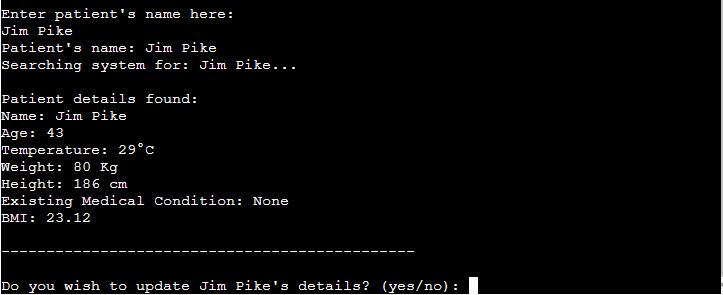 Enter patient's name here:
Jim Pike
Patient's name: Jim Pike
Searching system for: Jim Pike...
Patient details found:
Name: Jim Pike
Age: 43
Temperature: 29°C
Weight: 80 Kg
Height: 186 cm
Existing Medical Condition: None
BMI: 23.12
----------------------------------------------
Do you wish to update Jim Pike's details? (yes/no):